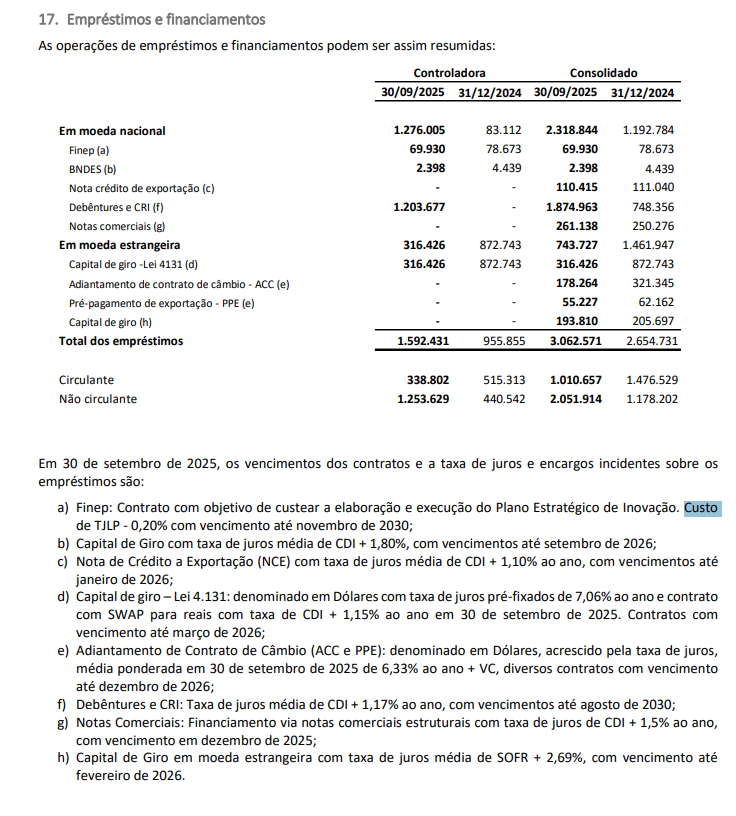 17. Empréstimos e financiamentos
As operações de empréstimos e financiamentos podem ser assim resumidas:
Controladora Consolidado
30/09/2025 31/12/2024 30/09/2025 31/12/2024
Em moeda nacional 1.276.005 83.112 2.318.844 1.192.784
Finep (a) 69.930 78.673 69.930 78.673
BNDES (b) 2.398 4.439 2.398 4.439
Nota crédito de exportação (c) - - 110.415 111.040
Debêntures e CRI (f) 1.203.677 - 1.874.963 748.356
Notas comerciais (g) - - 261.138 250.276
Em moeda estrangeira 316.426 872.743 743.727 1.461.947
Capital de giro -Lei 4131 (d) 316.426 872.743 316.426 872.743
Adiantamento de contrato de câmbio - ACC (e) - - 178.264 321.345
Pré-pagamento de exportação - PPE (e) - - 55.227 62.162
Capital de giro (h) - - 193.810 205.697
Total dos empréstimos 1.592.431 955.855 3.062.571 2.654.731
Circulante 338.802 515.313 1.010.657 1.476.529
Não circulante 1.253.629 440.542 2.051.914 1.178.202
Em 30 de setembro de 2025, os vencimentos dos contratos e a taxa de juros e encargos incidentes sobre os
empréstimos são:
a) Finep: Contrato com objetivo de custear a elaboração e execução do Plano Estratégico de Inovação. Custo
de TJLP - 0,20% com vencimento até novembro de 2030;
b) Capital de Giro com taxa de juros média de CDI + 1,80%, com vencimentos até setembro de 2026;
c) Nota de Crédito a Exportação (NCE) com taxa de juros média de CDI + 1,10% ao ano, com vencimentos até
janeiro de 2026;
d) Capital de giro – Lei 4.131: denominado em Dólares com taxa de juros pré-fixados de 7,06% ao ano e contrato
com SWAP para reais com taxa de CDI + 1,15% ao ano em 30 de setembro de 2025. Contratos com
vencimento até março de 2026;
e) Adiantamento de Contrato de Câmbio (ACC e PPE): denominado em Dólares, acrescido pela taxa de juros,
média ponderada em 30 de setembro de 2025 de 6,33% ao ano + VC, diversos contratos com vencimento
até dezembro de 2026;
f) Debêntures e CRI: Taxa de juros média de CDI + 1,17% ao ano, com vencimentos até agosto de 2030;
g) Notas Comerciais: Financiamento via notas comerciais estruturais com taxa de juros de CDI + 1,5% ao ano,
com vencimento em dezembro de 2025;
h) Capital de Giro em moeda estrangeira com taxa de juros média de SOFR + 2,69%, com vencimento até
fevereiro de 2026.